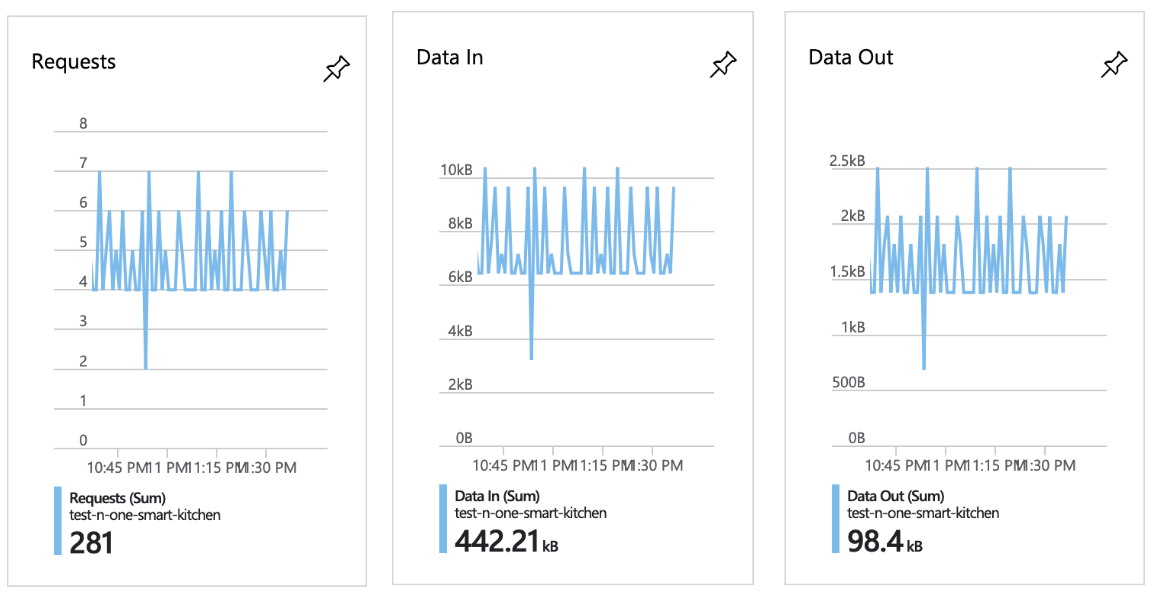 Requests
8
7
6
5
4
3
2
1
0
10:45 PM 11 PM 11:15 PM 11:30 PM
Requests (Sum)
test-n-one-smart-kitchen
281
Data In
10kB
8kB
6kB
4kB
2kB
0B
10:45 PM 11 PM 11:15 PM 11:30 PM
Data In (Sum)
test-n-one-smart-kitchen
442.21 kB
Data Out
2.5kB
2kB
1.5kB
1kB
500B
0B
10:45 PM 11 PM 11:15 PM 11:30 PM
Data Out (Sum)
test-n-one-smart-kitchen
98.4 kB